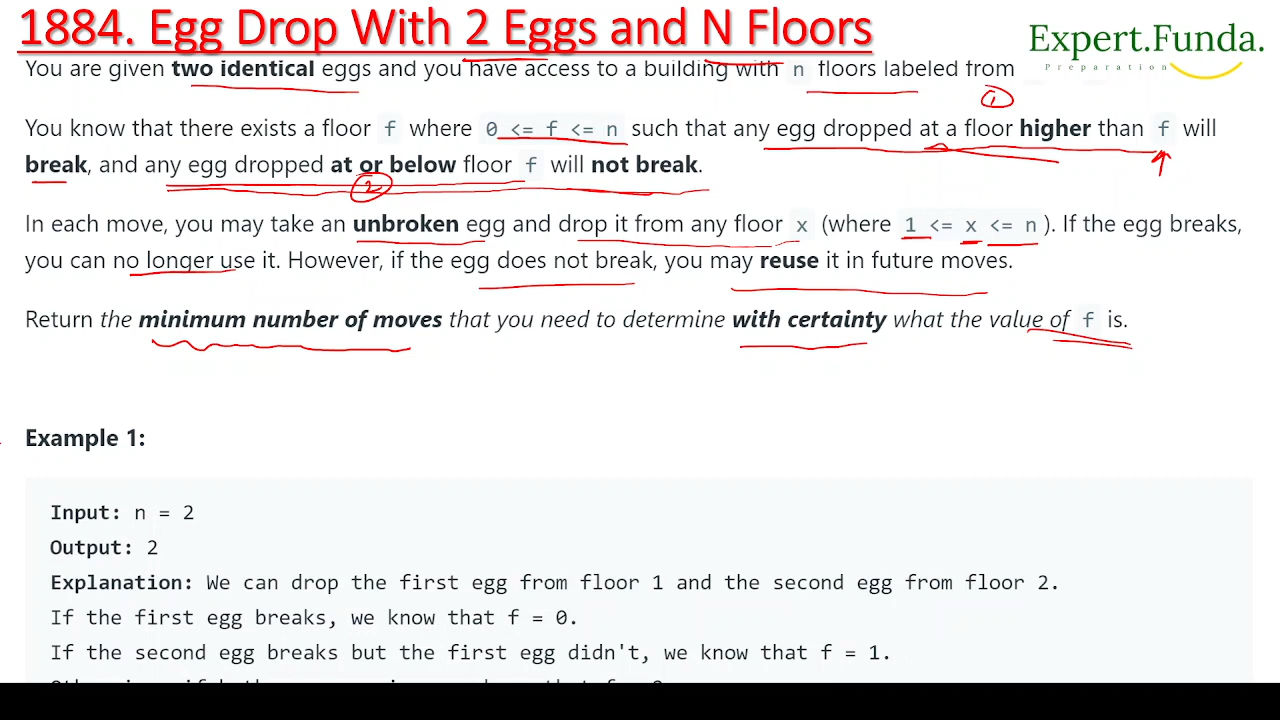 1884. Egg Drop With 2 Eggs and N Floors
Expert.Funda.
Preparation
You are given two identical eggs and you have access to a building with n floors labeled from
1
You know that there exists a floor f where 0 <= f <= n such that any egg dropped at a floor higher than f will
break, and any egg dropped at or below floor f will not break.
2
In each move, you may take an unbroken egg and drop it from any floor x (where 1 <= x <= n ). If the egg breaks,
you can no longer use it. However, if the egg does not break, you may reuse it in future moves.
Return the minimum number of moves that you need to determine with certainty what the value of f is.
Example 1:
Input: n = 2
Output: 2
Explanation: We can drop the first egg from floor 1 and the second egg from floor 2.
If the first egg breaks, we know that f = 0.
If the second egg breaks but the first egg didn't, we know that f = 1.